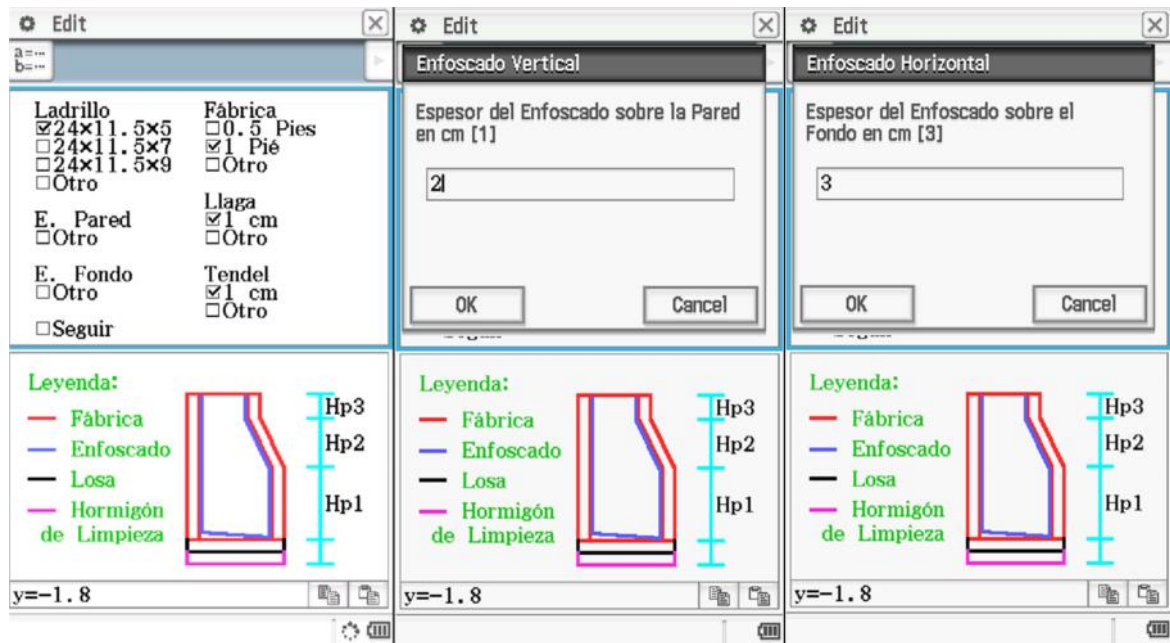 Edit
a=…
b=…
Ladrillo
☑24×11.5×5
☐24×11.5×7
☐24×11.5×9
☐Otro
E. Pared
☐Otro
E. Fondo
☐Otro
☐Seguir
Fábrica
☐0.5 Pies
☑1 Pié
☐Otro
Llaga
☑1 cm
☐Otro
Tendel
☑1 cm
☐Otro
Leyenda:
Fábrica
Enfoscado
Losa
Hormigón
de Limpieza
Hp3
Hp2
Hp1
y=-1.8
Edit
Enfoscado Vertical
Espesor del Enfoscado sobre la Pared
en cm [1]
2
OK
Cancel
Leyenda:
Fábrica
Enfoscado
Losa
Hormigón
de Limpieza
Hp3
Hp2
Hp1
y=-1.8
Edit
Enfoscado Horizontal
Espesor del Enfoscado sobre el
Fondo en cm [3]
3
OK
Cancel
Leyenda:
Fábrica
Enfoscado
Losa
Hormigón
de Limpieza
Hp3
Hp2
Hp1
y=-1.8